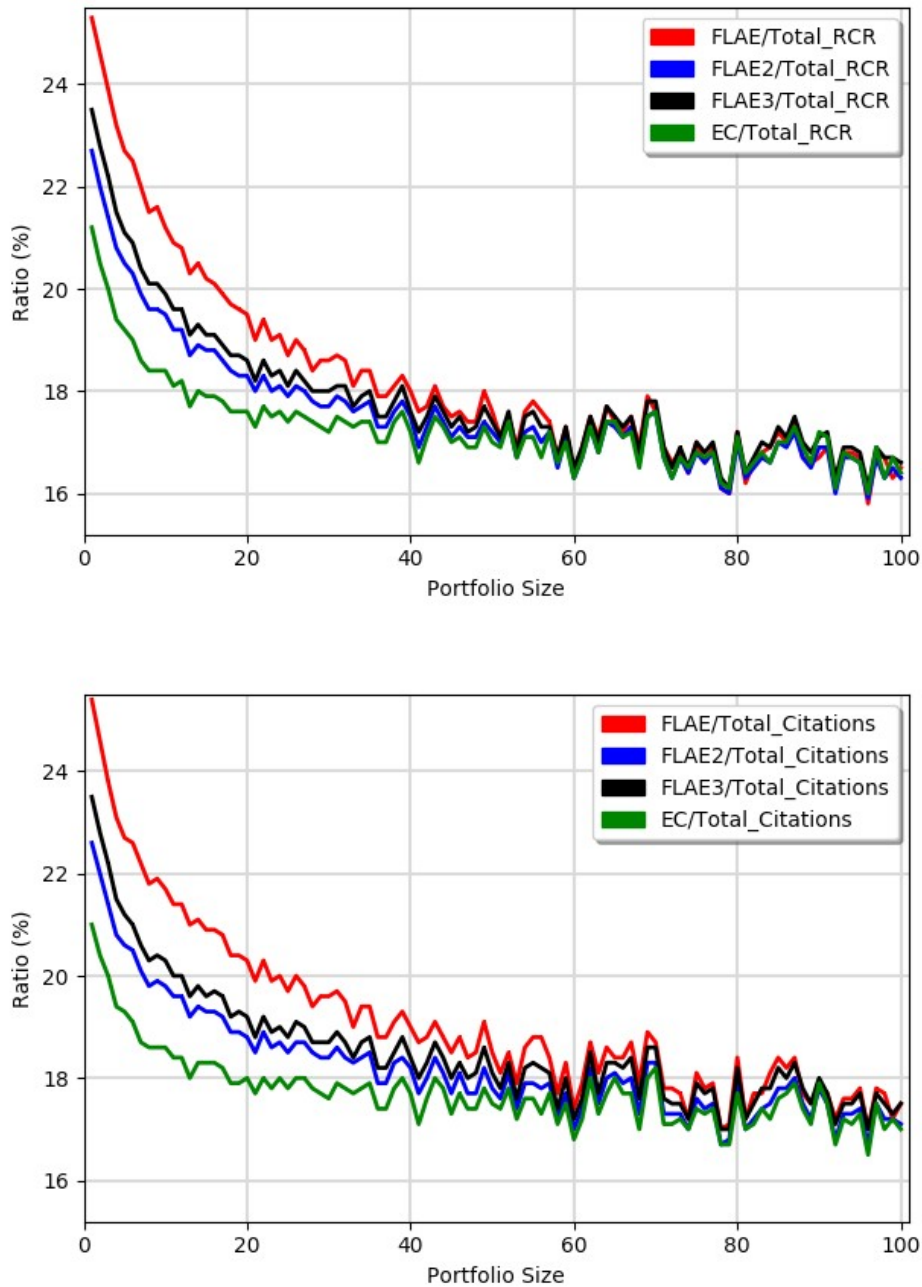 FLAE/Total_RCR
FLAE2/Total_RCR
FLAE3/Total_RCR
EC/Total_RCR
24
22
20
18
16
Ratio (%)
0 20 40 60 80 100
Portfolio Size
FLAE/Total_Citations
FLAE2/Total_Citations
FLAE3/Total_Citations
EC/Total_Citations
24
22
20
18
16
Ratio (%)
0 20 40 60 80 100
Portfolio Size